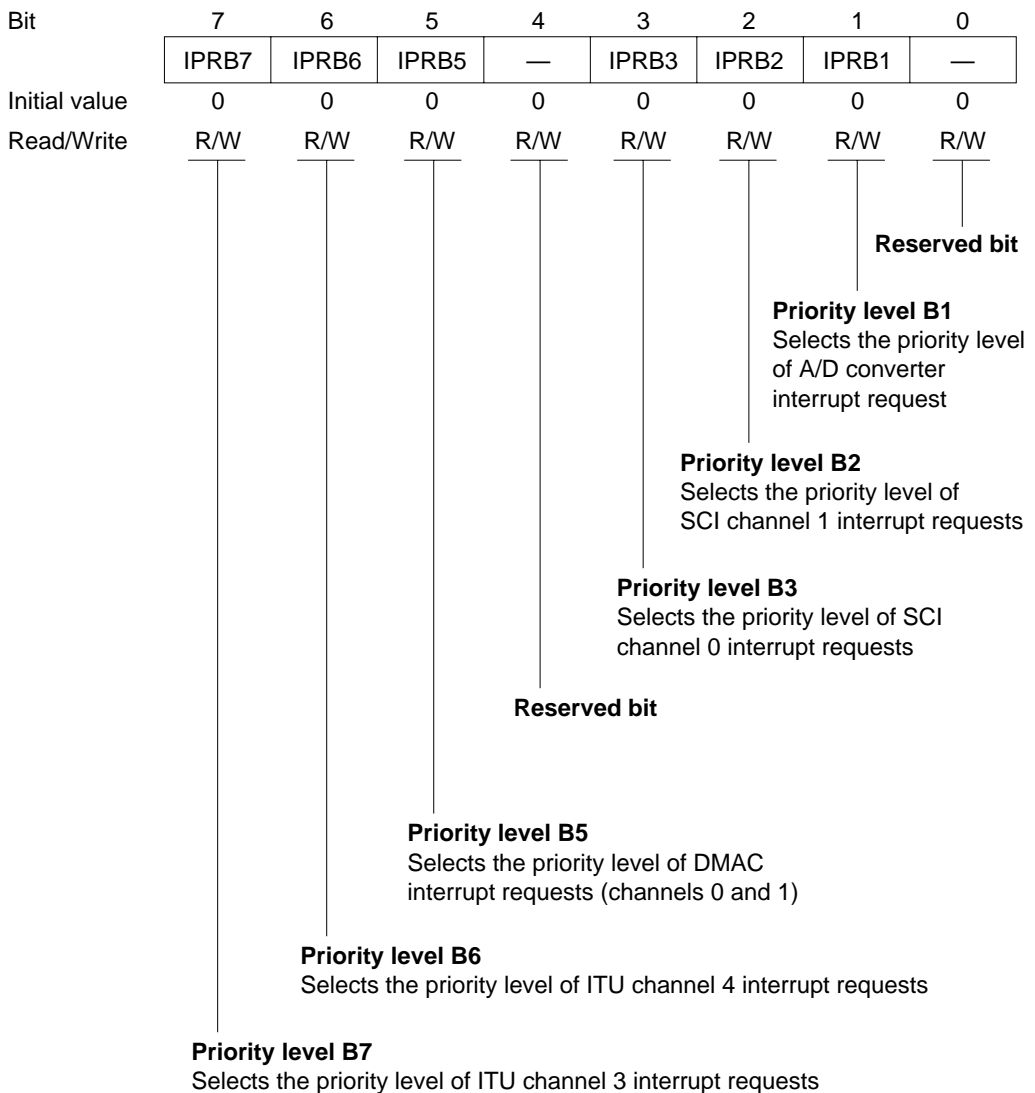 Bit 7 6 5 4 3 2 1 0
IPRB7 IPRB6 IPRB5 — IPRB3 IPRB2 IPRB1 —
Initial value 0 0 0 0 0 0 0 0
Read/Write R/W R/W R/W R/W R/W R/W R/W R/W
Reserved bit
Priority level B1
Selects the priority level
of A/D converter
interrupt request
Priority level B2
Selects the priority level of
SCI channel 1 interrupt requests
Priority level B3
Selects the priority level of SCI
channel 0 interrupt requests
Reserved bit
Priority level B5
Selects the priority level of DMAC
interrupt requests (channels 0 and 1)
Priority level B6
Selects the priority level of ITU channel 4 interrupt requests
Priority level B7
Selects the priority level of ITU channel 3 interrupt requests